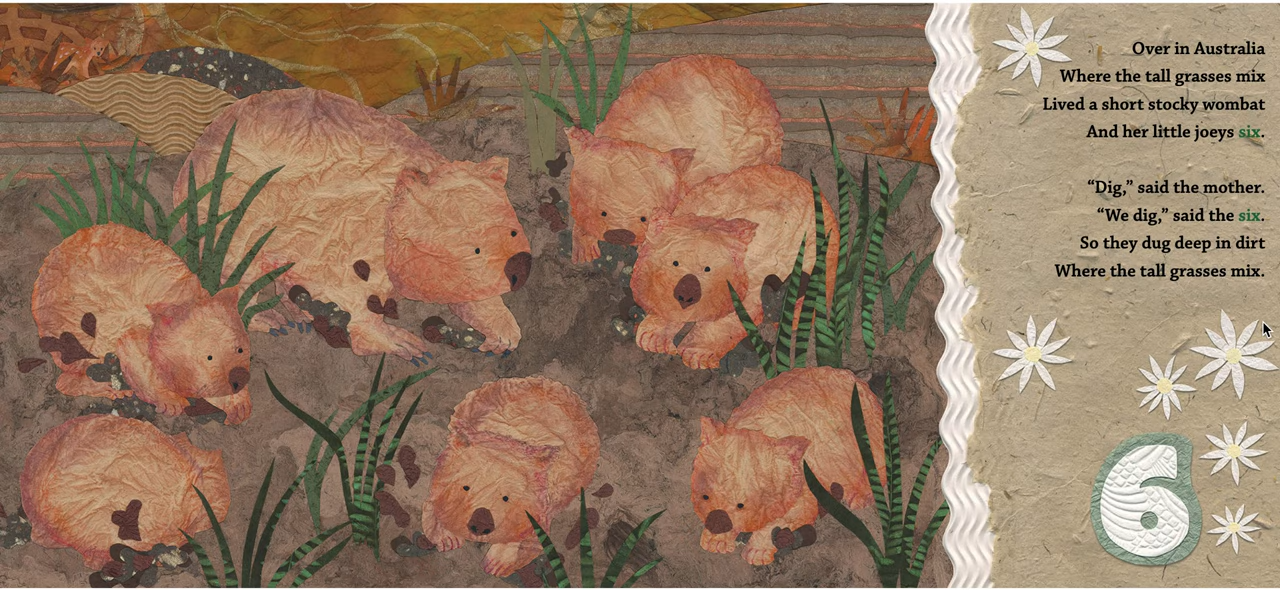 Over in Australia
Where the tall grasses mix
Lived a short stocky wombat
And her little joeys six.
“Dig,” said the mother.
“We dig,” said the six.
So they dug deep in dirt
Where the tall grasses mix.
6